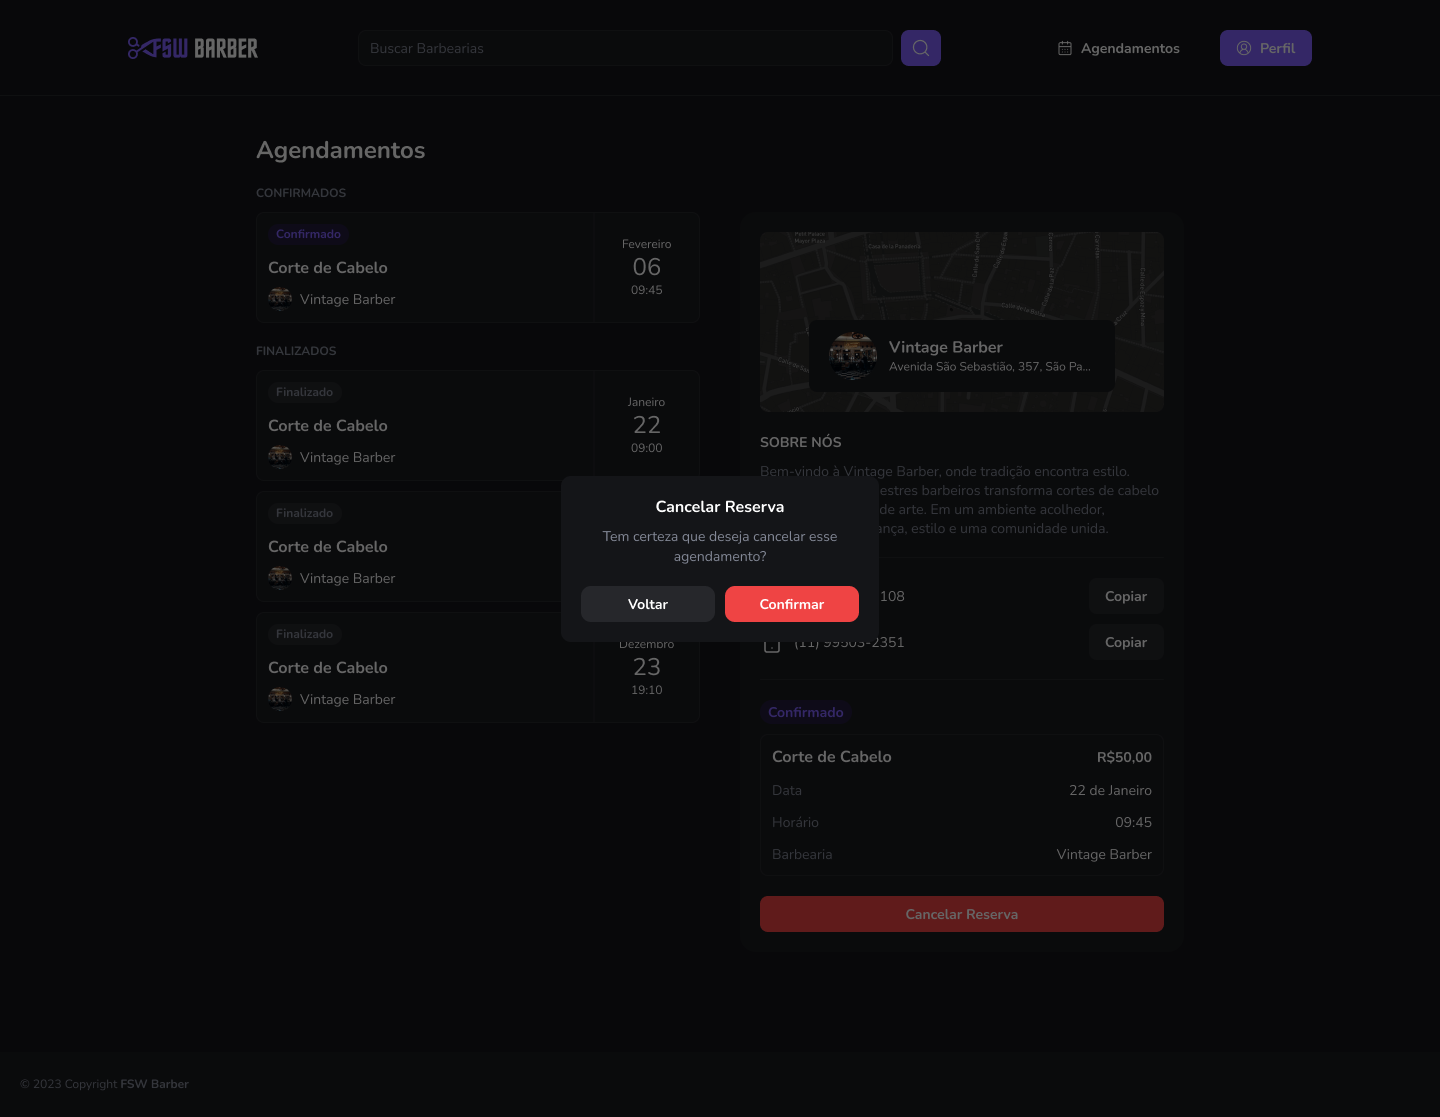 FSW BARBER
Buscar Barbearias
Agendamentos
Perfil
Agendamentos
CONFIRMADOS
Confirmado
Corte de Cabelo
Vintage Barber
Fevereiro
06
09:45
FINALIZADOS
Finalizado
Corte de Cabelo
Vintage Barber
Janeiro
22
09:00
Finalizado
Corte de Cabelo
Vintage Barber
Finalizado
Corte de Cabelo
Vintage Barber
Dezembro
23
19:10
Vintage Barber
Avenida São Sebastião, 357, São Pa...
SOBRE NÓS
Bem-vindo à Vintage Barber, onde tradição encontra estilo.
estres barbeiros transforma cortes de cabelo
de arte. Em um ambiente acolhedor,
ança, estilo e uma comunidade unida.
108
Copiar
(11) 99503-2351
Copiar
Confirmado
Corte de Cabelo
R$50,00
Data
22 de Janeiro
Horário
09:45
Barbearia
Vintage Barber
Cancelar Reserva
Cancelar Reserva
Tem certeza que deseja cancelar esse
agendamento?
Voltar
Confirmar
© 2023 Copyright FSW Barber